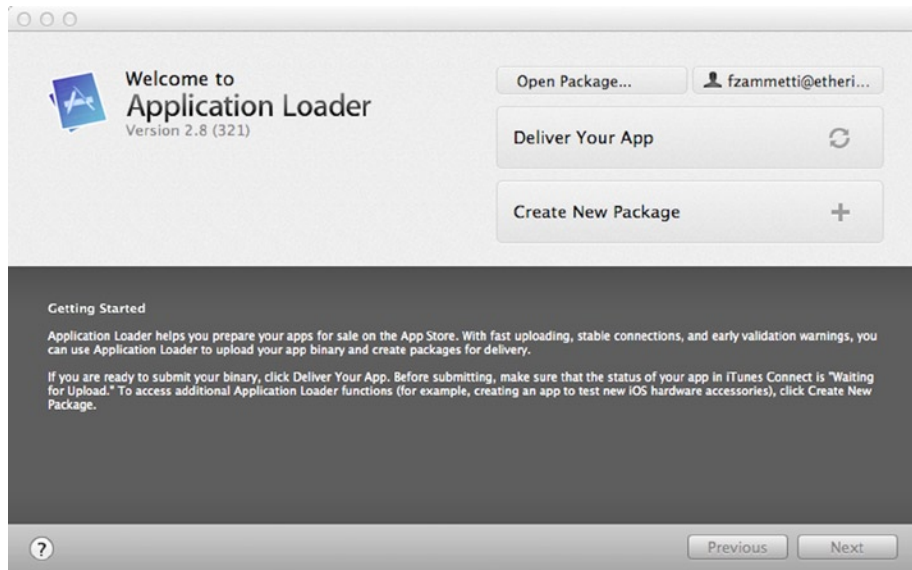 Welcome to
Application Loader
Version 2.8 (321)
Open Package...
fzammetti@etheri...
Deliver Your App
Create New Package
Getting Started
Application Loader helps you prepare your apps for sale on the App Store. With fast uploading, stable connections, and early validation warnings, you
can use Application Loader to upload your app binary and create packages for delivery.
If you are ready to submit your binary, click Deliver Your App. Before submitting, make sure that the status of your app in iTunes Connect is "Waiting
for Upload." To access additional Application Loader functions (for example, creating an app to test new iOS hardware accessories), click Create New
Package.
?
Previous
Next